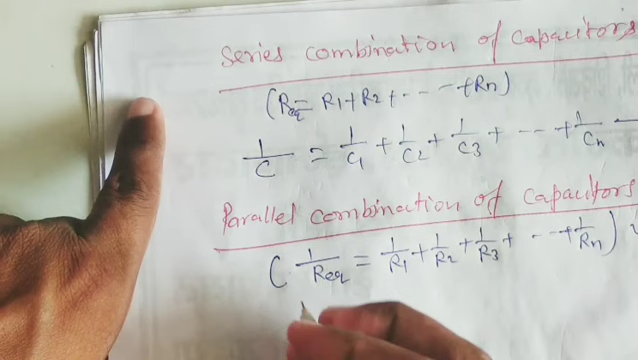 Series combination of capacitors
(Req = R1 + R2 + - - - + Rn)
1/C = 1/C1 + 1/C2 + 1/C3 + - - + 1/Cn
Parallel combination of capacitors
( 1/Req = 1/R1 + 1/R2 + 1/R3 + - - + 1/Rn )